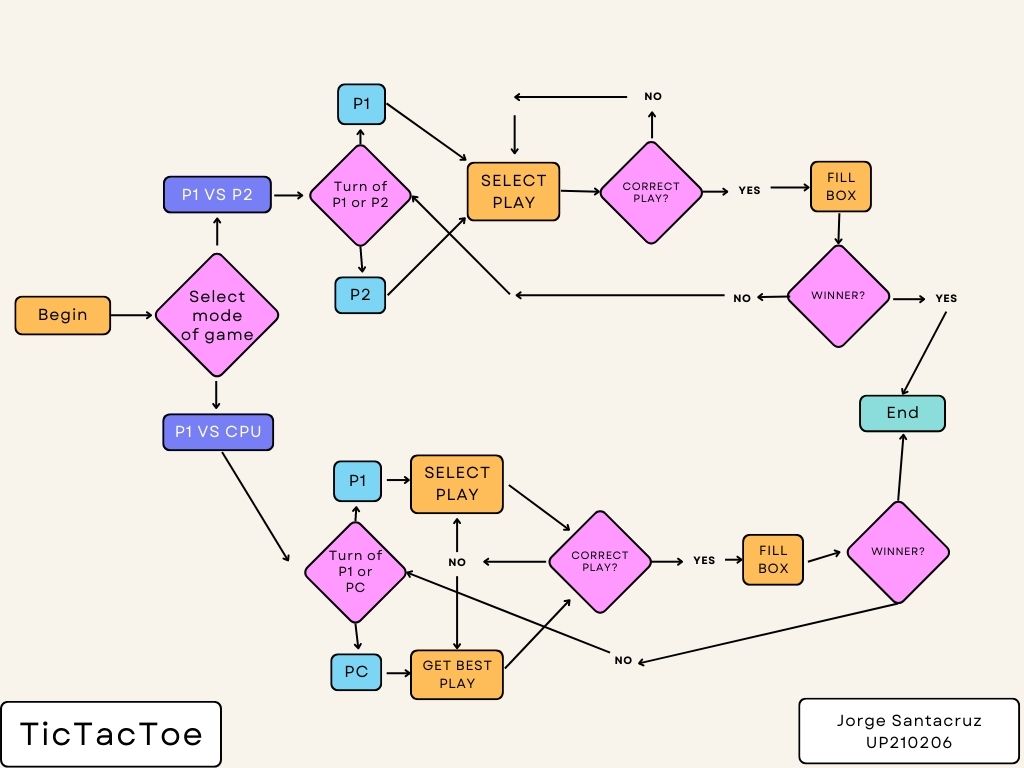 NO
P1
Turn of
P1 or P2
P1 VS P2
SELECT
PLAY
CORRECT
PLAY?
YES
FILL
BOX
P2
NO
WINNER?
YES
Begin
Select
mode
of game
End
P1 VS CPU
P1
SELECT
PLAY
Turn of
P1 or
PC
NO
CORRECT
PLAY?
YES
FILL
BOX
WINNER?
PC
GET BEST
PLAY
NO
TicTacToe
Jorge Santacruz
UP210206